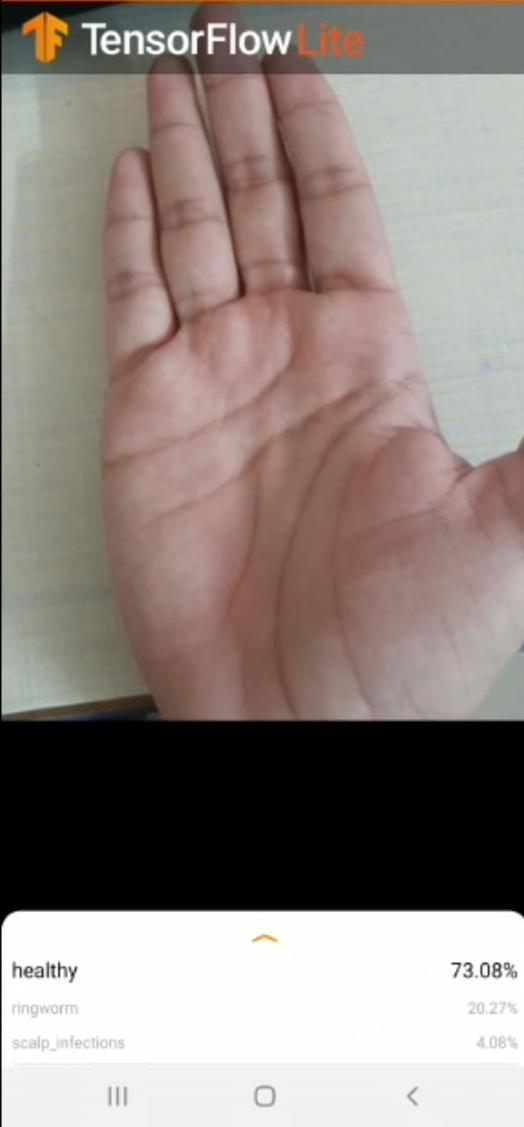 TensorFlow Lite
healthy 73.08%
ringworm 20.27%
scalp_infections 4.08%